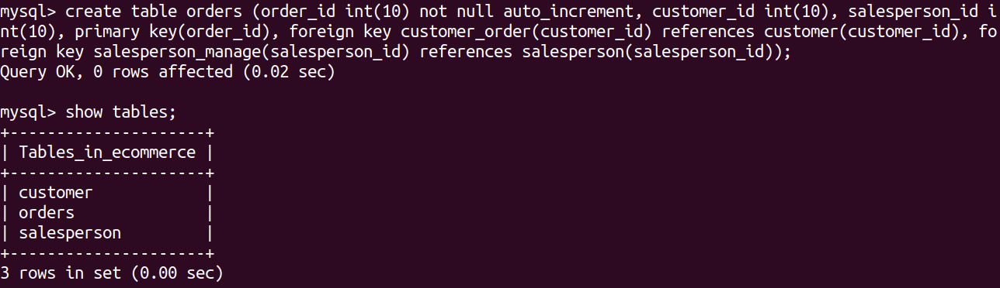 mysql> create table orders (order_id int(10) not null auto_increment, customer_id int(10), salesperson_id i
nt(10), primary key(order_id), foreign key customer_order(customer_id) references customer(customer_id), fo
reign key salesperson_manage(salesperson_id) references salesperson(salesperson_id));
Query OK, 0 rows affected (0.02 sec)

mysql> show tables;
+---------------------+
| Tables_in_ecommerce |
+---------------------+
| customer            |
| orders              |
| salesperson         |
+---------------------+
3 rows in set (0.00 sec)